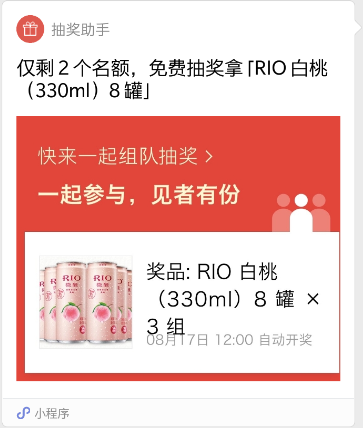 抽奖助手
仅剩2个名额，免费抽奖拿「RIO 白桃
（330ml）8 罐」
快来一起组队抽奖 >
一起参与，见者有份
RIO
微醺
奖品: RIO 白桃
（330ml）8 罐 ×
3 组
08月17日 12:00 自动开奖
小程序